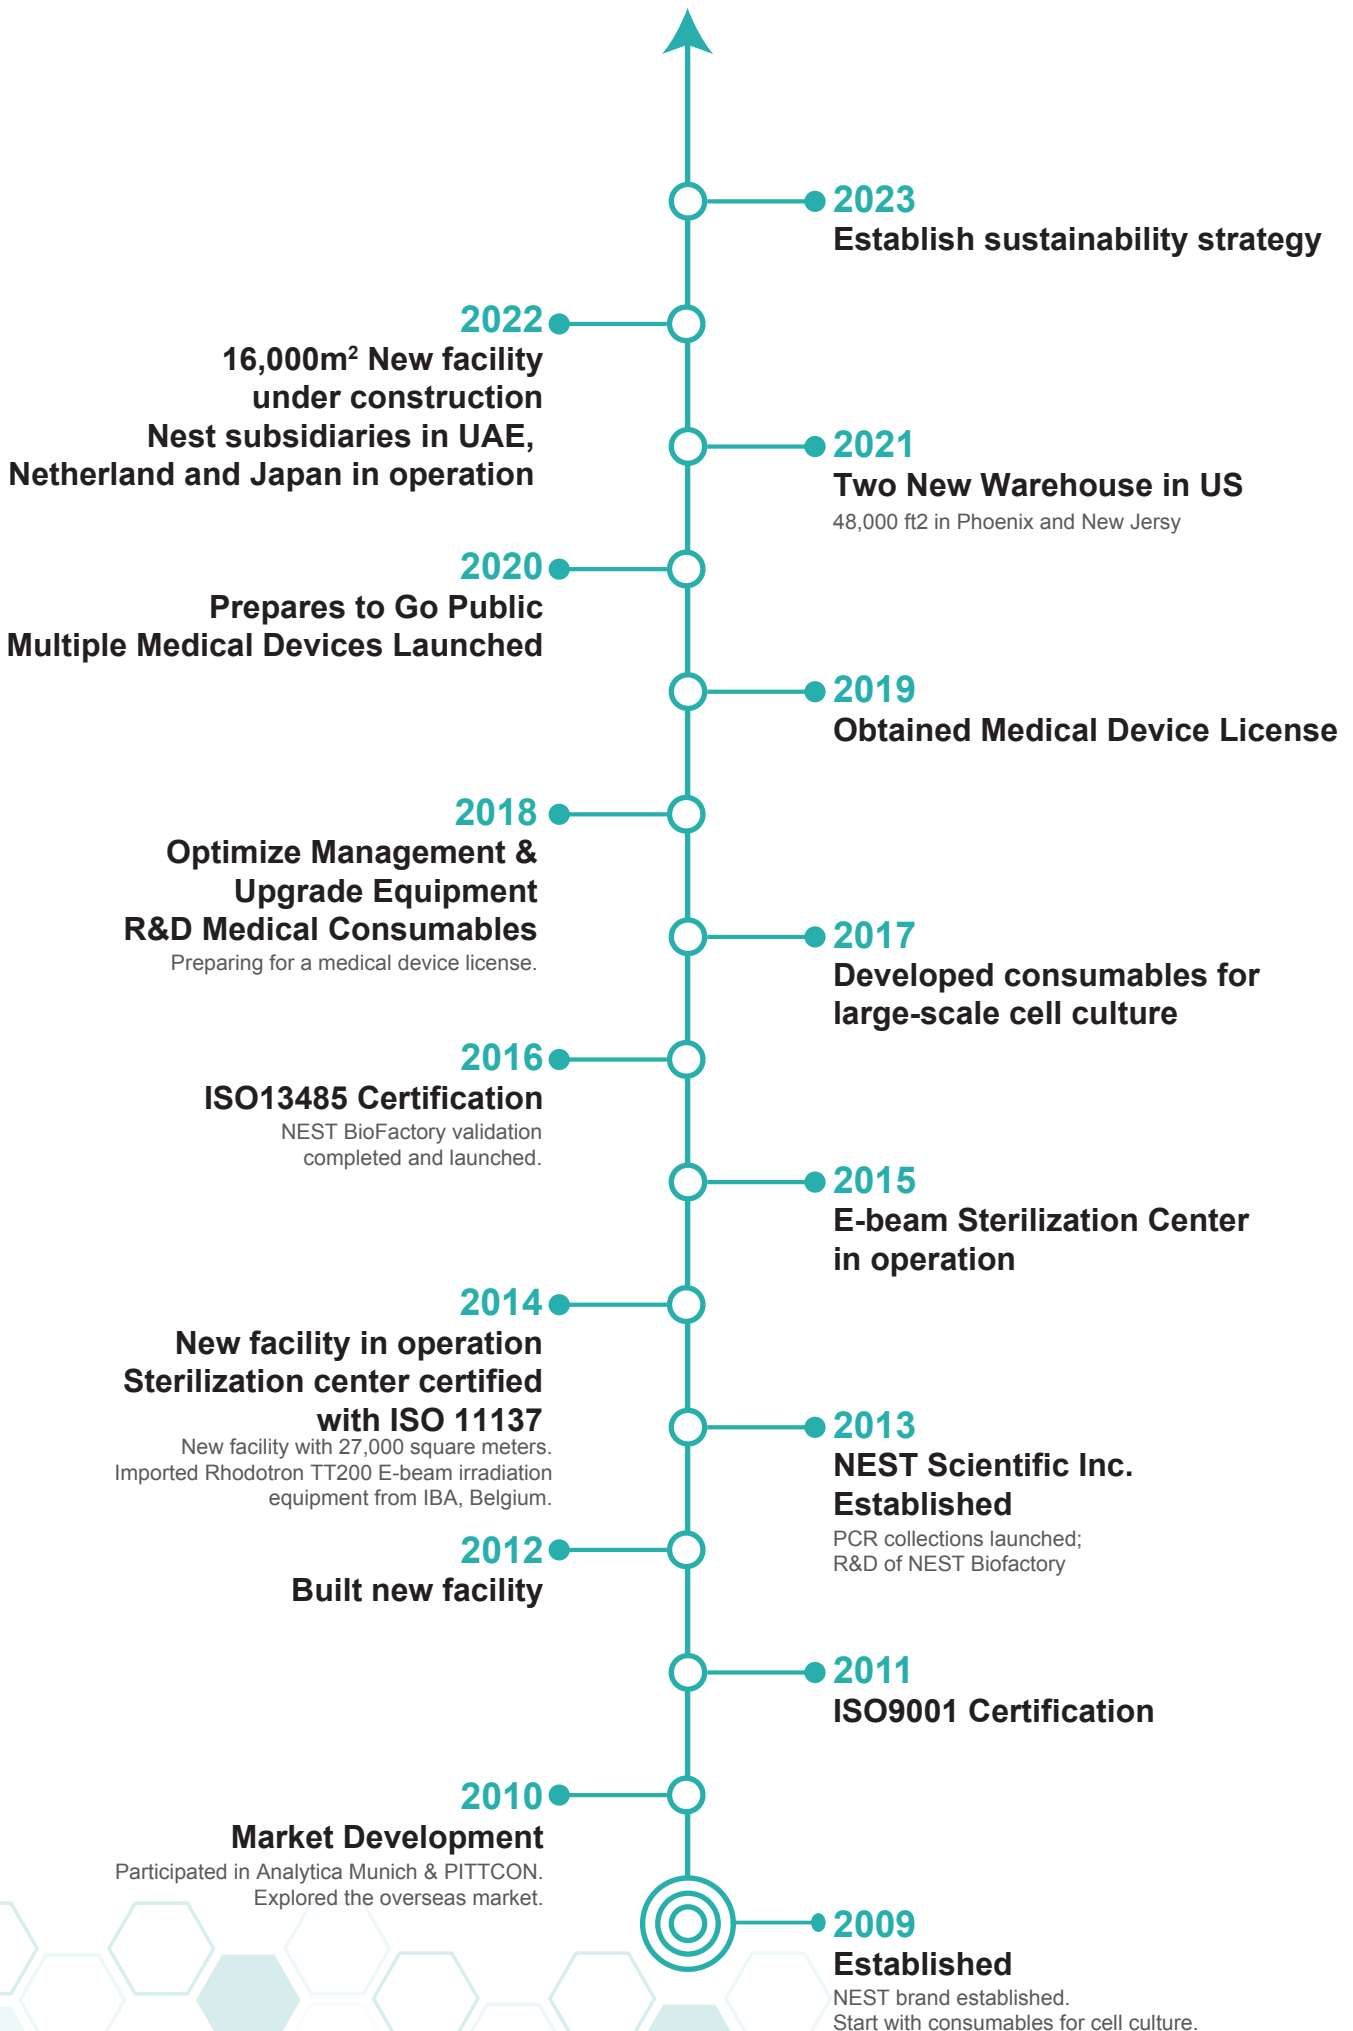 2023
Establish sustainability strategy
2022
16,000m² New facility
under construction
Nest subsidiaries in UAE,
Netherland and Japan in operation
2021
Two New Warehouse in US
48,000 ft2 in Phoenix and New Jersy
2020
Prepares to Go Public
Multiple Medical Devices Launched
2019
Obtained Medical Device License
2018
Optimize Management &
Upgrade Equipment
R&D Medical Consumables
Preparing for a medical device license.
2017
Developed consumables for
large-scale cell culture
2016
ISO13485 Certification
NEST BioFactory validation
completed and launched.
2015
E-beam Sterilization Center
in operation
2014
New facility in operation
Sterilization center certified
with ISO 11137
New facility with 27,000 square meters.
Imported Rhodotron TT200 E-beam irradiation
equipment from IBA, Belgium.
2013
NEST Scientific Inc.
Established
PCR collections launched;
R&D of NEST Biofactory
2012
Built new facility
2011
ISO9001 Certification
2010
Market Development
Participated in Analytica Munich & PITTCON.
Explored the overseas market.
2009
Established
NEST brand established.
Start with consumables for cell culture.